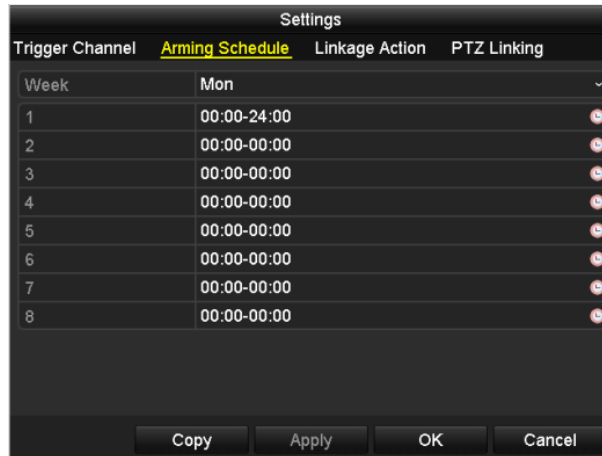 Settings
Trigger Channel Arming Schedule Linkage Action PTZ Linking
Week Mon
1 00:00-24:00
2 00:00-00:00
3 00:00-00:00
4 00:00-00:00
5 00:00-00:00
6 00:00-00:00
7 00:00-00:00
8 00:00-00:00
Copy Apply OK Cancel